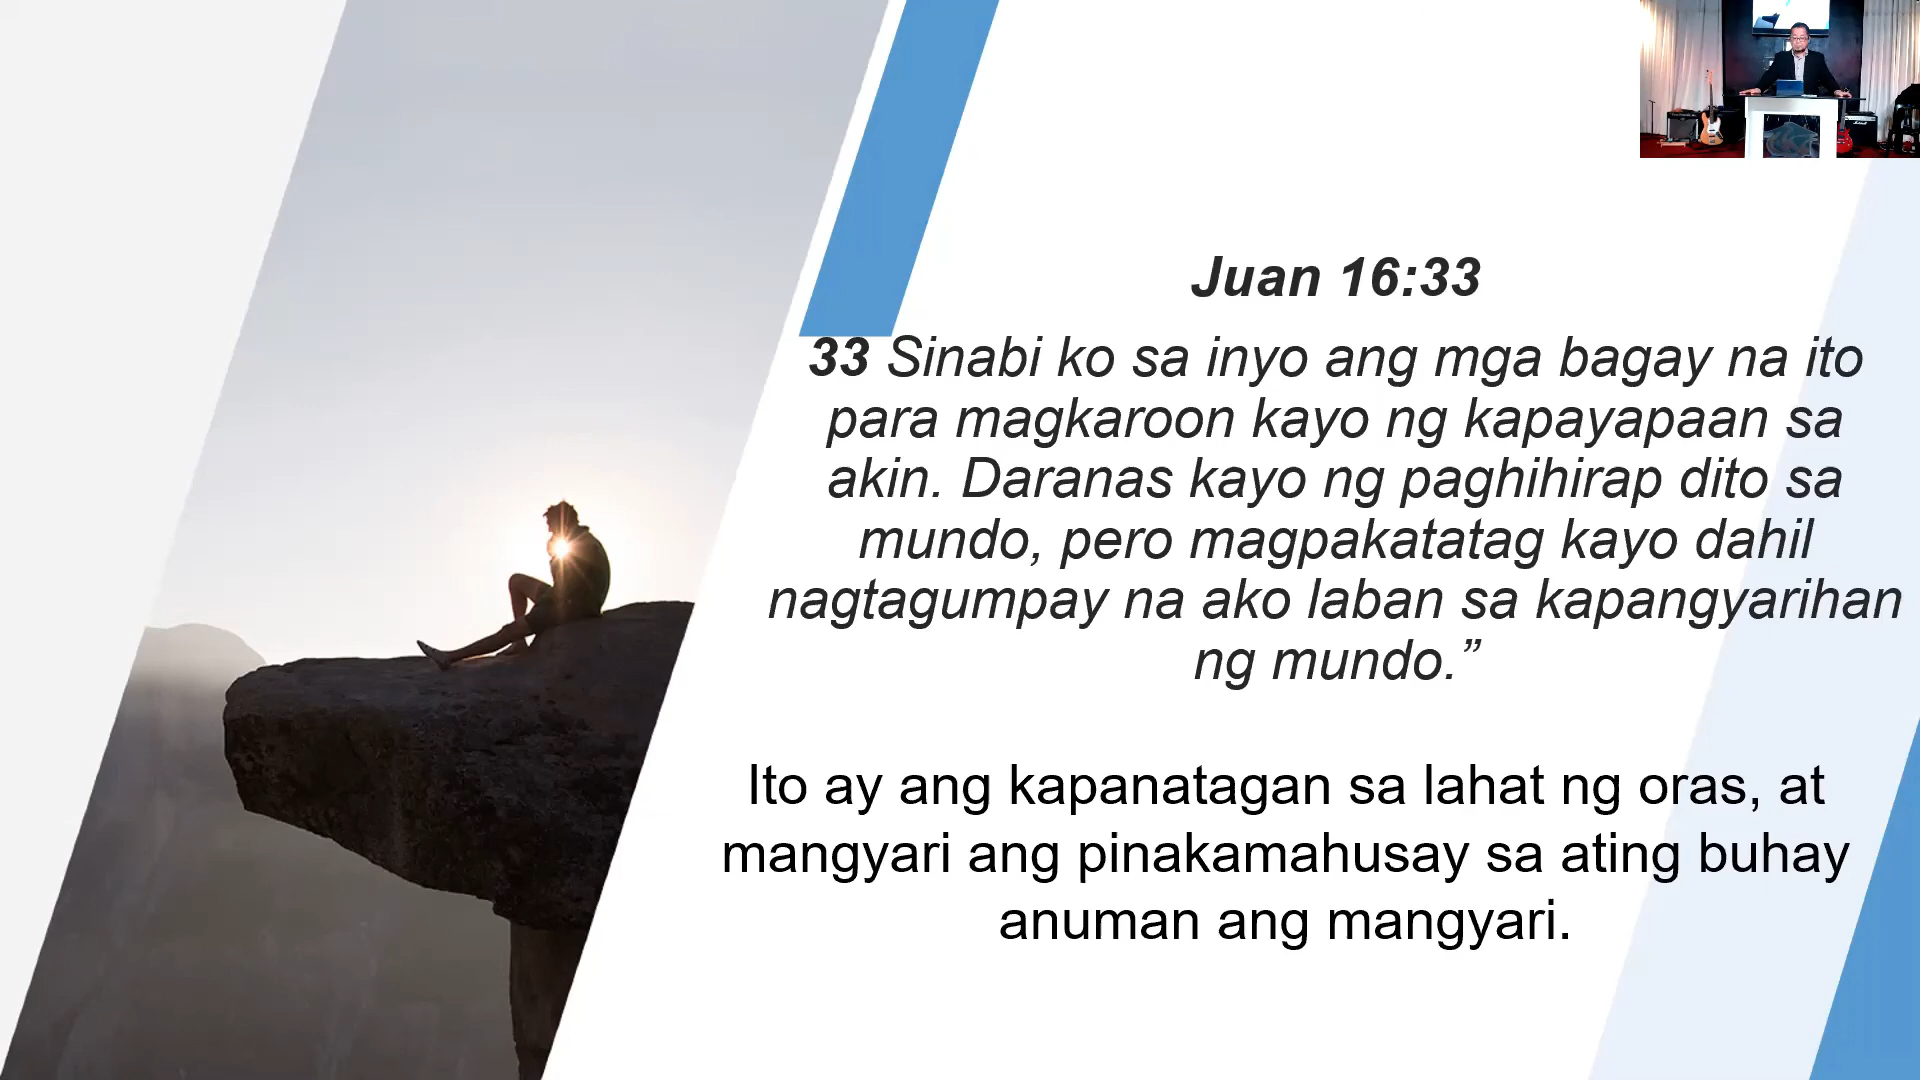 Juan 16:33
33 Sinabi ko sa inyo ang mga bagay na ito
para magkaroon kayo ng kapayapaan sa
akin. Daranas kayo ng paghihirap dito sa
mundo, pero magpakatatag kayo dahil
nagtagumpay na ako laban sa kapangyarihan
ng mundo.”
Ito ay ang kapanatagan sa lahat ng oras, at
mangyari ang pinakamahusay sa ating buhay
anuman ang mangyari.